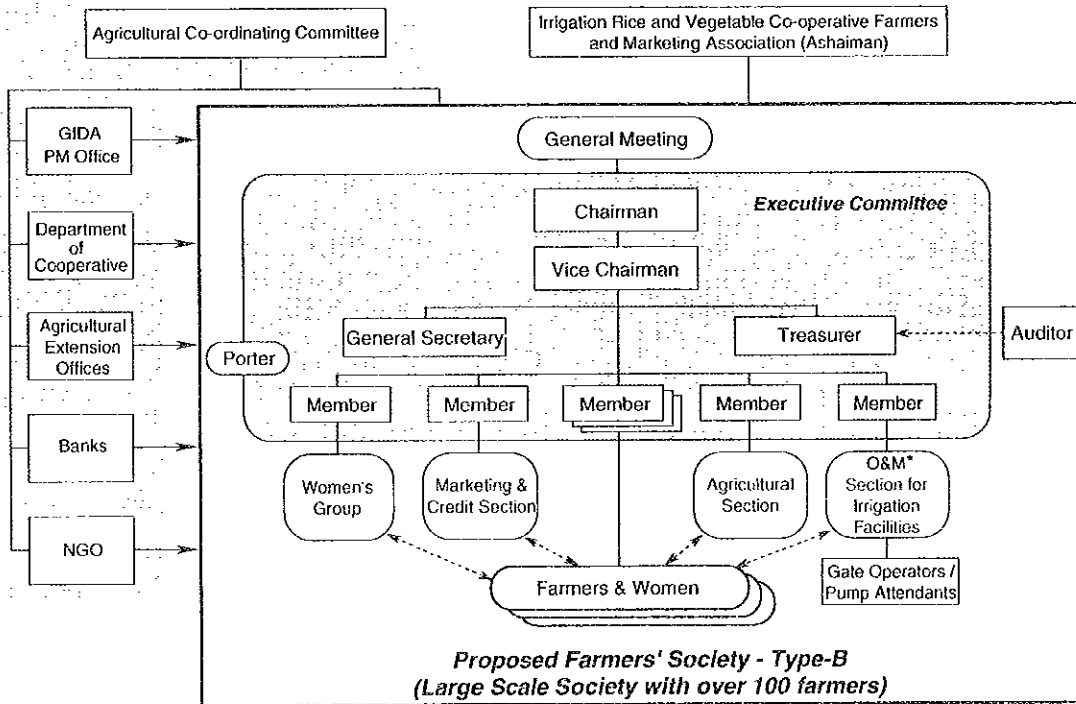 Agricultural Co-ordinating Committee
Irrigation Rice and Vegetable Co-operative Farmers
and Marketing Association (Ashaiman)
GIDA
PM Office
Department
of
Cooperative
Agricultural
Extension
Offices
Banks
NGO
General Meeting
Executive Committee
Chairman
Vice Chairman
General Secretary
Treasurer
Auditor
Porter
Member
Member
Member
Member
Member
Women's
Group
Marketing &
Credit Section
Agricultural
Section
O&M*
Section for
Irrigation
Facilities
Farmers & Women
Gate Operators /
Pump Attendants
Proposed Farmers' Society - Type-B
(Large Scale Society with over 100 farmers)